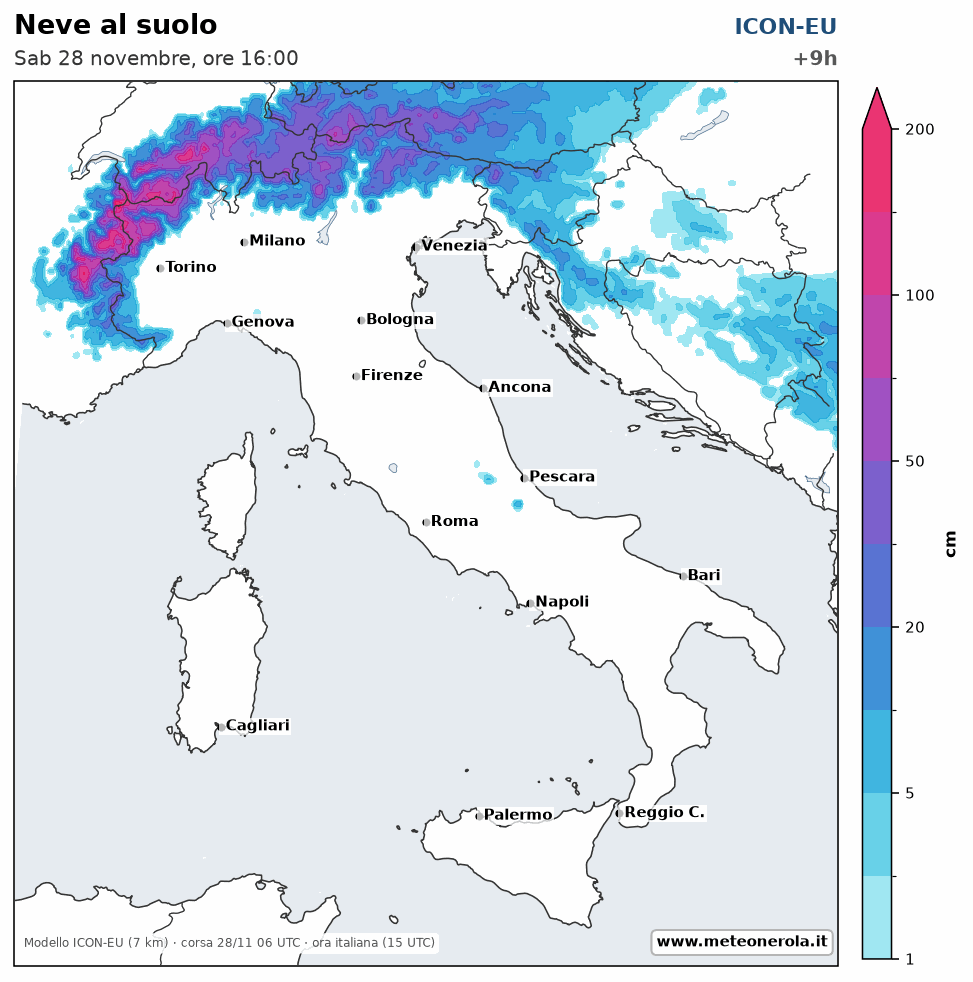 Neve al suolo
ICON-EU
Sab 28 novembre, ore 16:00
+9h
200
100
50
20
5
1
cm
Milano
Venezia
Torino
Genova
Bologna
Firenze
Ancona
Pescara
Roma
Bari
Napoli
Cagliari
Palermo
Reggio C.
Modello ICON-EU (7 km) · corsa 28/11 06 UTC · ora italiana (15 UTC)
www.meteonerola.it